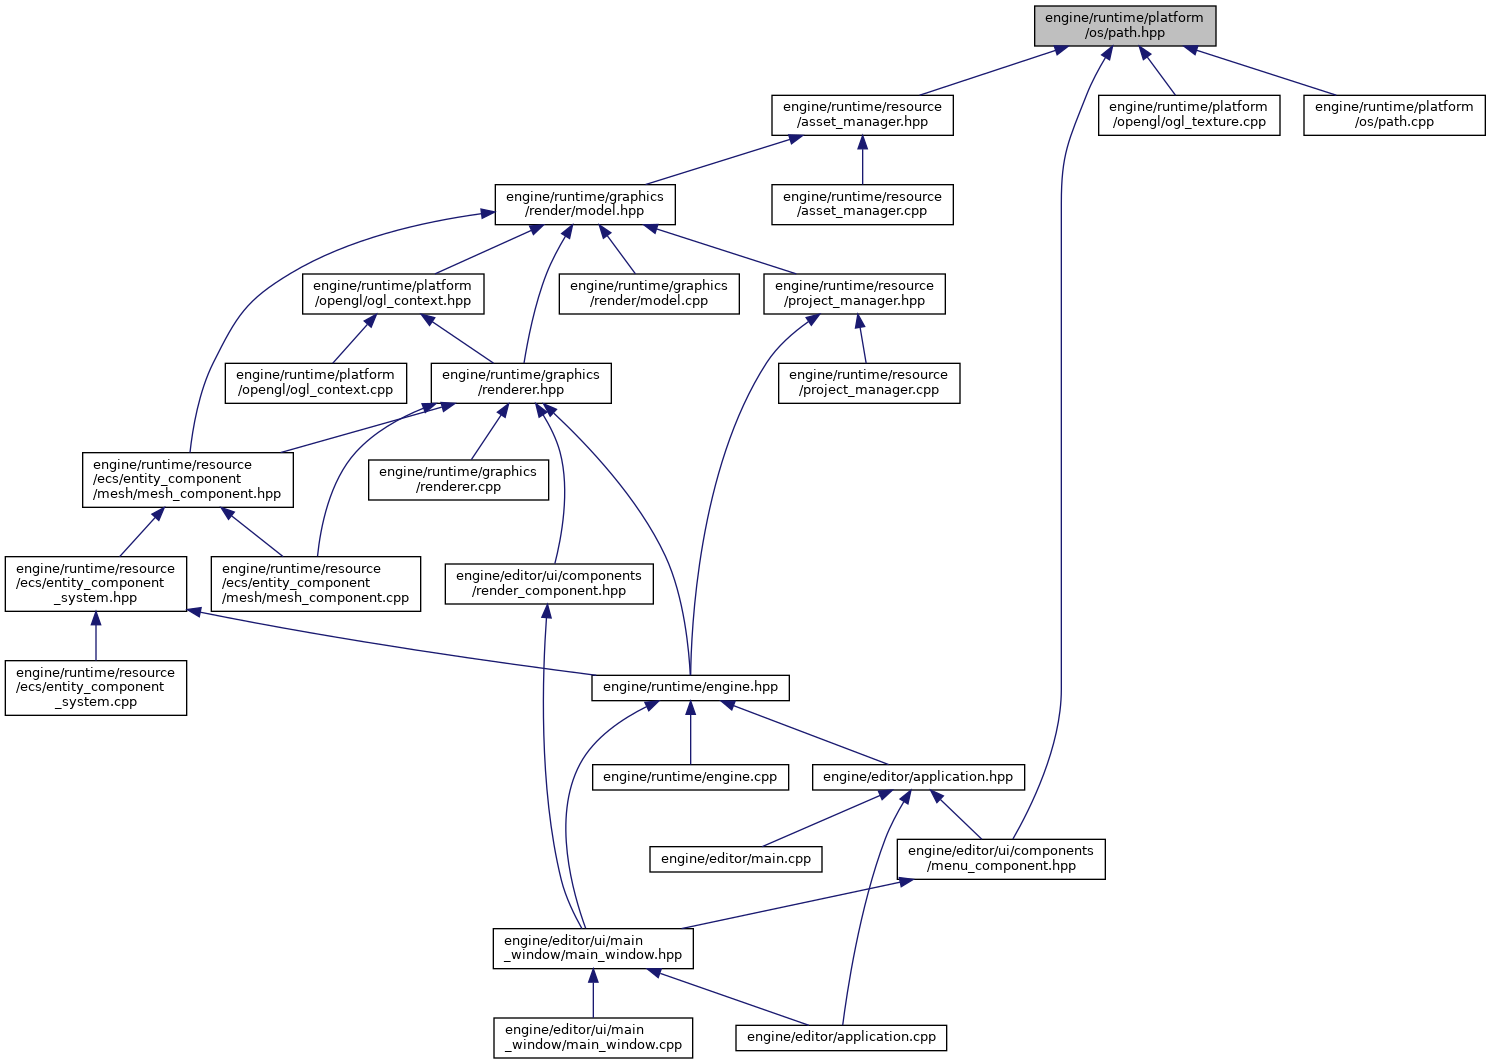 engine/runtime/platform
/os/path.hpp
engine/runtime/resource
/asset_manager.hpp
engine/runtime/platform
/opengl/ogl_texture.cpp
engine/runtime/platform
/os/path.cpp
engine/runtime/graphics
/render/model.hpp
engine/runtime/resource
/asset_manager.cpp
engine/runtime/platform
/opengl/ogl_context.hpp
engine/runtime/graphics
/render/model.cpp
engine/runtime/resource
/project_manager.hpp
engine/runtime/platform
/opengl/ogl_context.cpp
engine/runtime/graphics
/renderer.hpp
engine/runtime/resource
/project_manager.cpp
engine/runtime/resource
/ecs/entity_component
/mesh/mesh_component.hpp
engine/runtime/graphics
/renderer.cpp
engine/runtime/resource
/ecs/entity_component
_system.hpp
engine/runtime/resource
/ecs/entity_component
/mesh/mesh_component.cpp
engine/editor/ui/components
/render_component.hpp
engine/runtime/resource
/ecs/entity_component
_system.cpp
engine/runtime/engine.hpp
engine/runtime/engine.cpp
engine/editor/application.hpp
engine/editor/main.cpp
engine/editor/ui/components
/menu_component.hpp
engine/editor/ui/main
_window/main_window.hpp
engine/editor/ui/main
_window/main_window.cpp
engine/editor/application.cpp